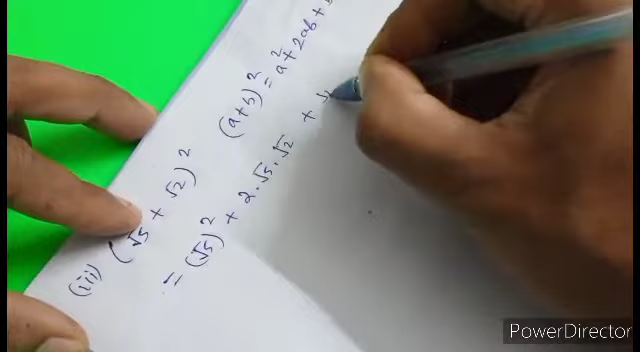 (iii) (√5 + √2)² (a+b)² = a² + 2ab +
= (√5)² + 2·√5·√2 +
PowerDirector